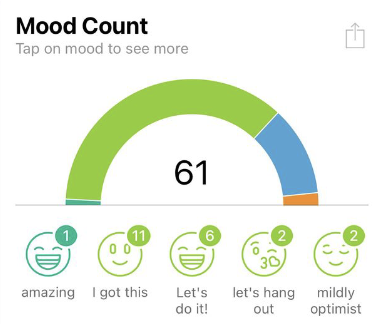 Mood Count
Tap on mood to see more
61
1
11
6
2
2
amazing
I got this
Let's
do it!
let's hang
out
mildly
optimist